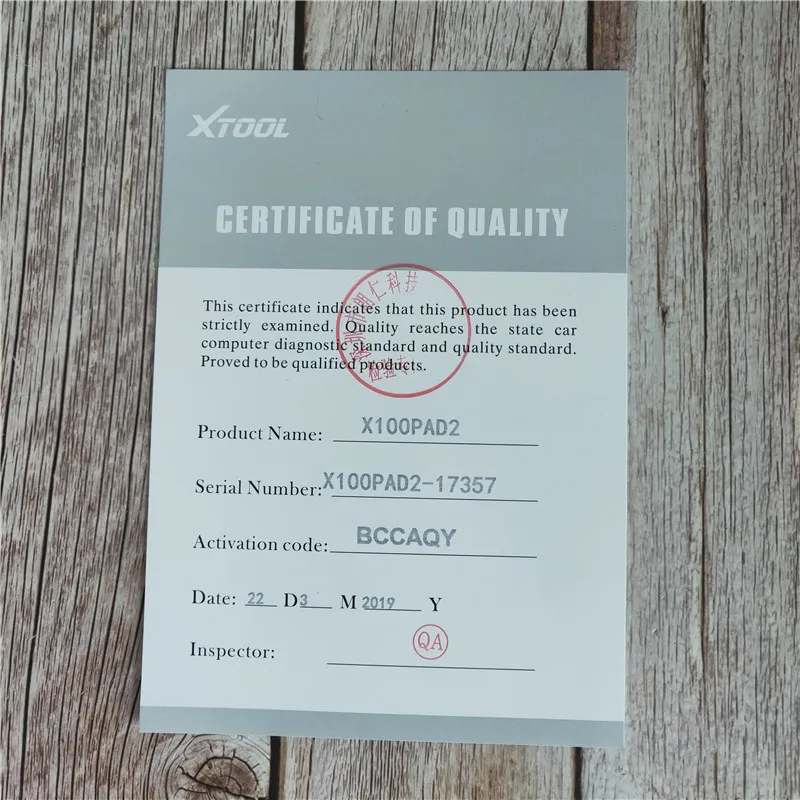 XTOOL
CERTIFICATE OF QUALITY
This certificate indicates that this product has been
strictly examined. Quality reaches the state car
computer diagnostic standard and quality standard.
Proved to be qualified products.
Product Name: X100PAD2
Serial Number: X100PAD2-17357
Activation code: BCCAQY
Date: 22 D 3 M 2019 Y
Inspector: QA